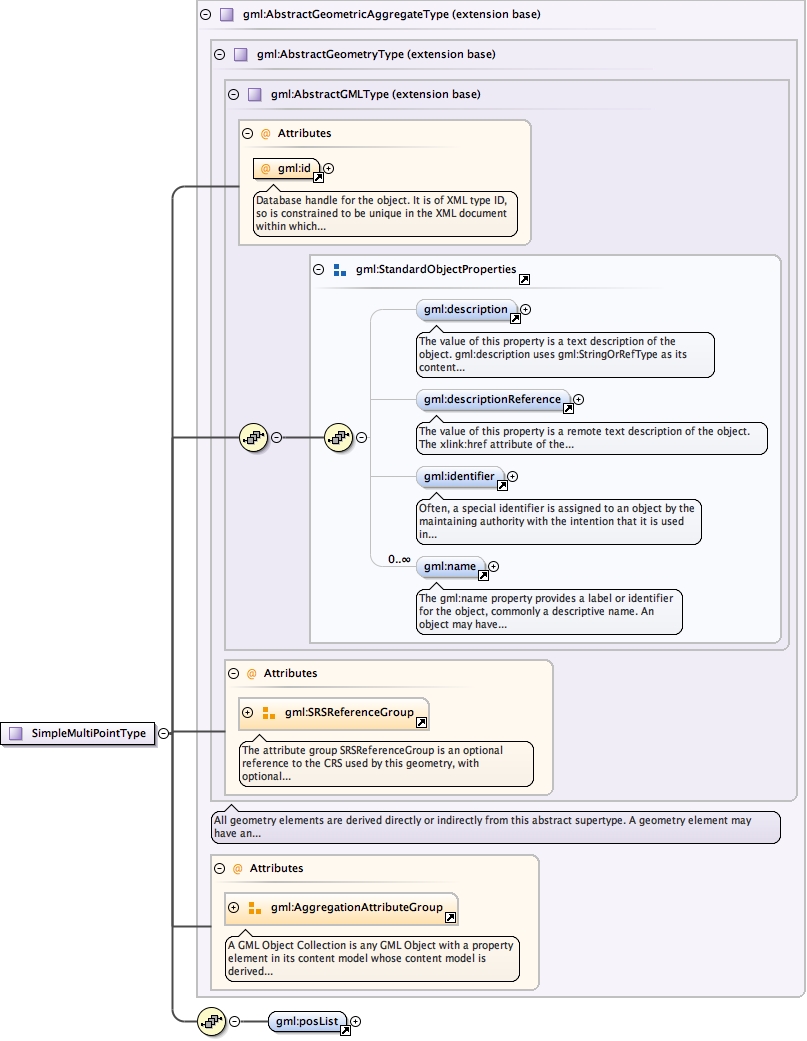 gml:AbstractGeometricAggregateType (extension base)
gml:AbstractGeometryType (extension base)
gml:AbstractGMLType (extension base)
@ Attributes
@ gml:id
Database handle for the object. It is of XML type ID,
so is constrained to be unique in the XML document
within which...
gml:StandardObjectProperties
gml:description
The value of this property is a text description of the
object. gml:description uses gml:StringOrRefType as its
content...
gml:descriptionReference
The value of this property is a remote text description of the object.
The xlink:href attribute of the...
gml:identifier
Often, a special identifier is assigned to an object by the
maintaining authority with the intention that it is used
in...
0..∞
gml:name
The gml:name property provides a label or identifier
for the object, commonly a descriptive name. An
object may have...
@ Attributes
gml:SRSReferenceGroup
SimpleMultiPointType
The attribute group SRSReferenceGroup is an optional
reference to the CRS used by this geometry, with
optional...
All geometry elements are derived directly or indirectly from this abstract supertype. A geometry element may
have an...
@ Attributes
gml:AggregationAttributeGroup
A GML Object Collection is any GML Object with a property
element in its content model whose content model is
derived...
gml:posList